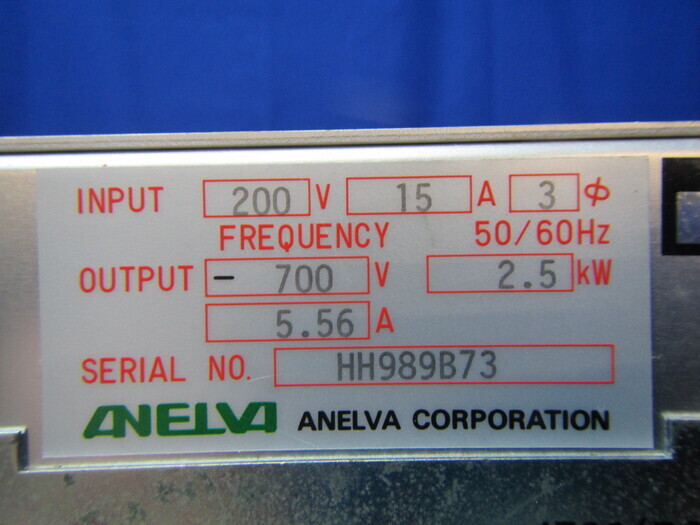 INPUT 200 V 15 A 3 ϕ
FREQUENCY 50/60Hz
OUTPUT - 700 V 2.5 kW
5.56 A
SERIAL NO. HH989B73
ANELVA ANELVA CORPORATION